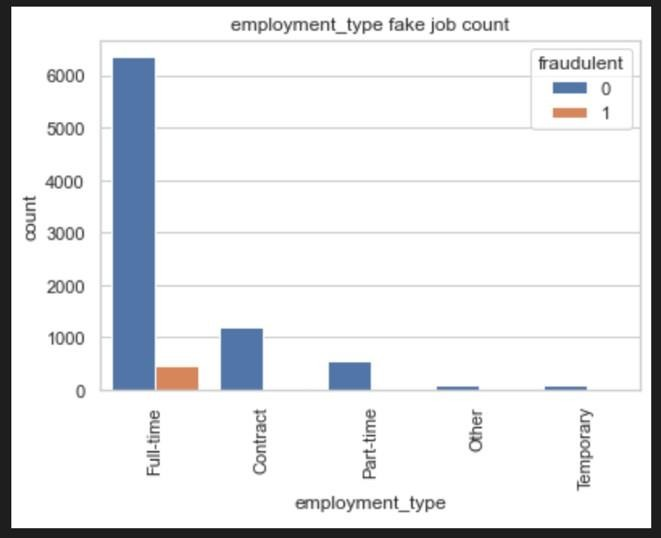 employment_type fake job count
fraudulent
0
1
6000
5000
4000
3000
2000
1000
0
count
Full-time
Contract
Part-time
Other
Temporary
employment_type